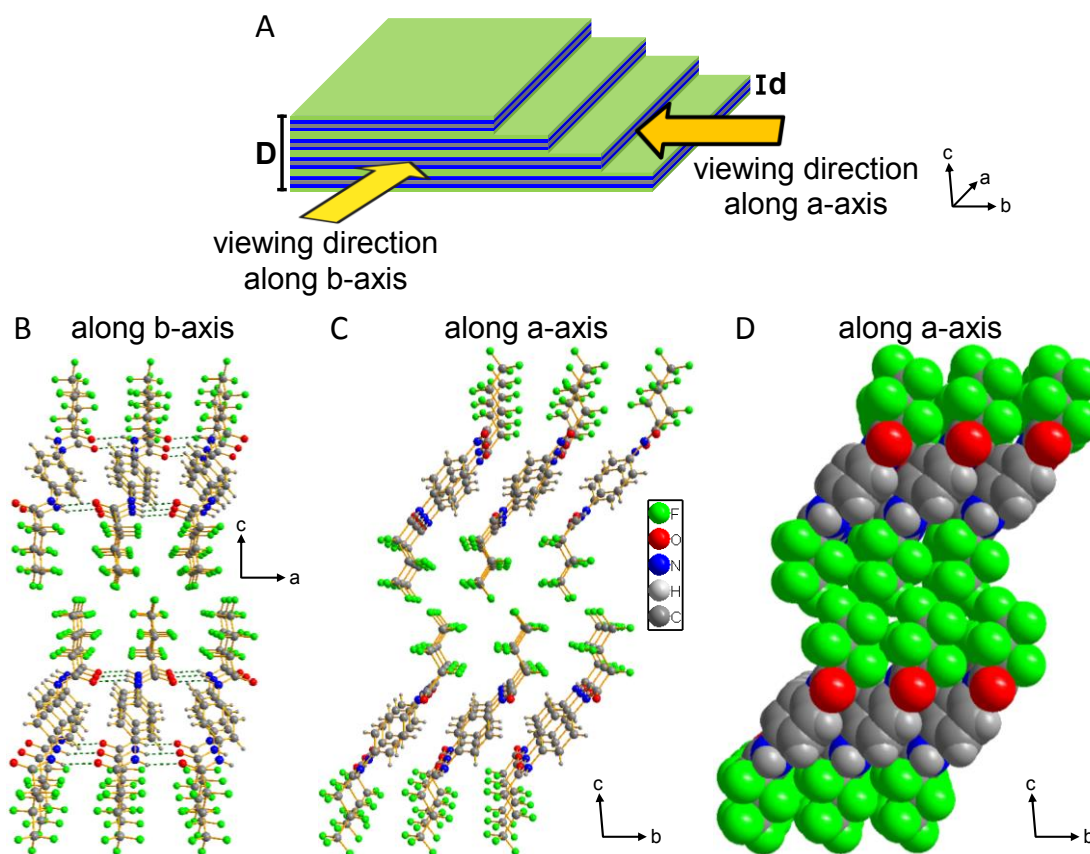 A
D
Id
viewing direction
along a-axis
viewing direction
along b-axis
c
a
b
B along b-axis
C along a-axis
D along a-axis
F
O
N
H
C
c
a
c
b
c
b